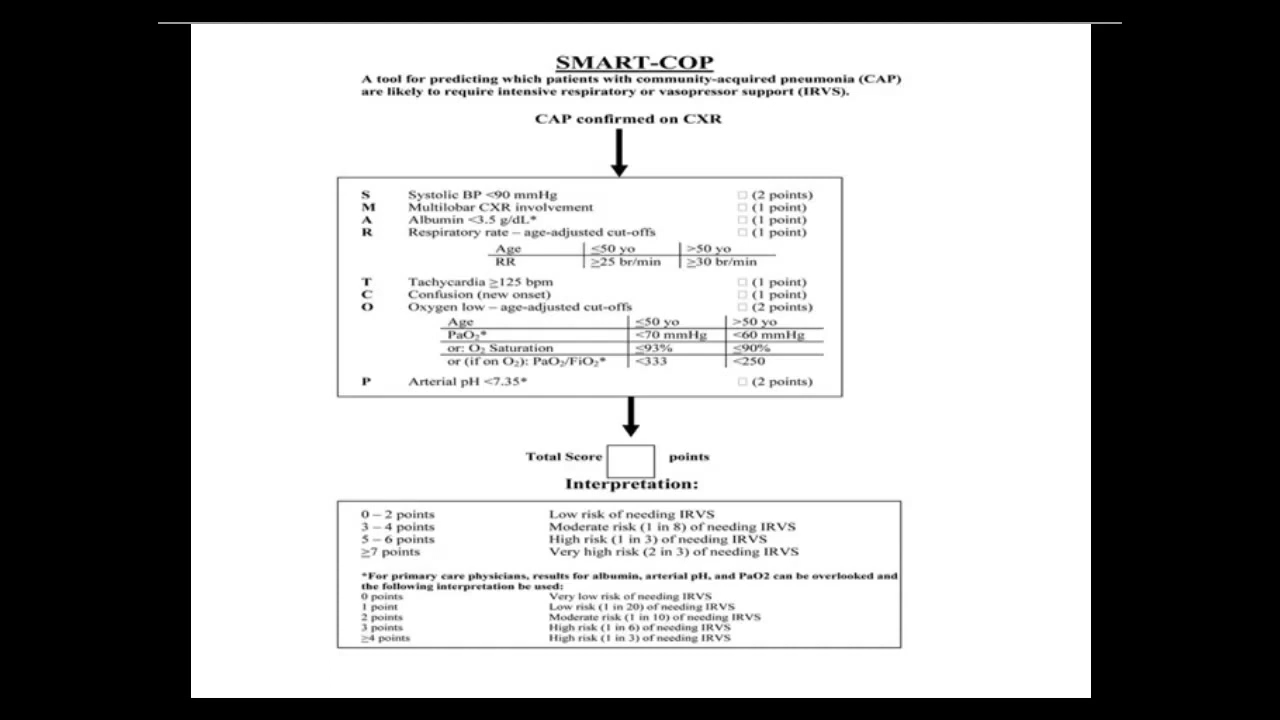 SMART-COP
A tool for predicting which patients with community-acquired pneumonia (CAP)
are likely to require intensive respiratory or vasopressor support (IRVS).
CAP confirmed on CXR
S Systolic BP <90 mmHg □ (2 points)
M Multilobar CXR involvement □ (1 point)
A Albumin <3.5 g/dL* □ (1 point)
R Respiratory rate – age-adjusted cut-offs □ (1 point)
Age ≤50 yo >50 yo
RR ≥25 br/min ≥30 br/min
T Tachycardia ≥125 bpm □ (1 point)
C Confusion (new onset) □ (1 point)
O Oxygen low – age-adjusted cut-offs □ (2 points)
Age ≤50 yo >50 yo
PaO₂* <70 mmHg <60 mmHg
or: O₂ Saturation ≤93% ≤90%
or (if on O₂): PaO₂/FiO₂* <333 <250
P Arterial pH <7.35* □ (2 points)
Total Score points
Interpretation:
0 – 2 points Low risk of needing IRVS
3 – 4 points Moderate risk (1 in 8) of needing IRVS
5 – 6 points High risk (1 in 3) of needing IRVS
≥7 points Very high risk (2 in 3) of needing IRVS
*For primary care physicians, results for albumin, arterial pH, and PaO2 can be overlooked and
the following interpretation be used:
0 points Very low risk of needing IRVS
1 point Low risk (1 in 20) of needing IRVS
2 points Moderate risk (1 in 10) of needing IRVS
3 points High risk (1 in 6) of needing IRVS
≥4 points High risk (1 in 3) of needing IRVS